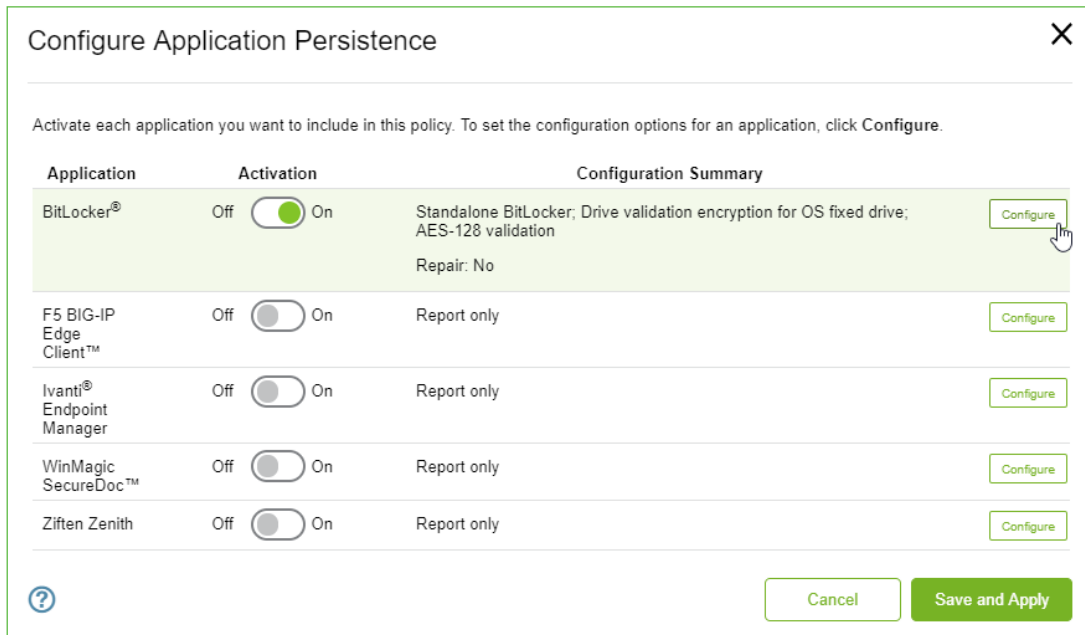 Configure Application Persistence
Activate each application you want to include in this policy. To set the configuration options for an application, click Configure.
Application Activation Configuration Summary
BitLocker® Off On Standalone BitLocker; Drive validation encryption for OS fixed drive; Configure
AES-128 validation
Repair: No
F5 BIG-IP Off On Report only Configure
Edge
Client™
Ivanti® Off On Report only Configure
Endpoint
Manager
WinMagic Off On Report only Configure
SecureDoc™
Ziften Zenith Off On Report only Configure
? Cancel Save and Apply